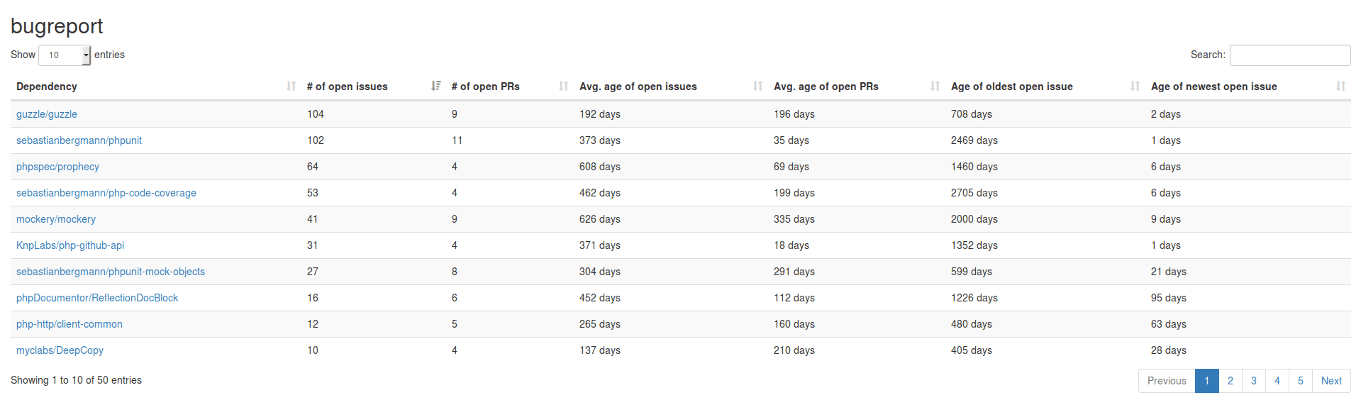 bugreport
Show 10 entries Search:
Dependency # of open issues # of open PRs Avg. age of open issues Avg. age of open PRs Age of oldest open issue Age of newest open issue
guzzle/guzzle 104 9 192 days 196 days 708 days 2 days
sebastianbergmann/phpunit 102 11 373 days 35 days 2469 days 1 days
phpspec/prophecy 64 4 608 days 69 days 1460 days 6 days
sebastianbergmann/php-code-coverage 53 4 462 days 199 days 2705 days 6 days
mockery/mockery 41 9 626 days 335 days 2000 days 9 days
KnpLabs/php-github-api 31 4 371 days 18 days 1352 days 1 days
sebastianbergmann/phpunit-mock-objects 27 8 304 days 291 days 599 days 21 days
phpDocumentor/ReflectionDocBlock 16 6 452 days 112 days 1226 days 95 days
php-http/client-common 12 5 265 days 160 days 480 days 63 days
myclabs/DeepCopy 10 4 137 days 210 days 405 days 28 days
Showing 1 to 10 of 50 entries Previous 1 2 3 4 5 Next